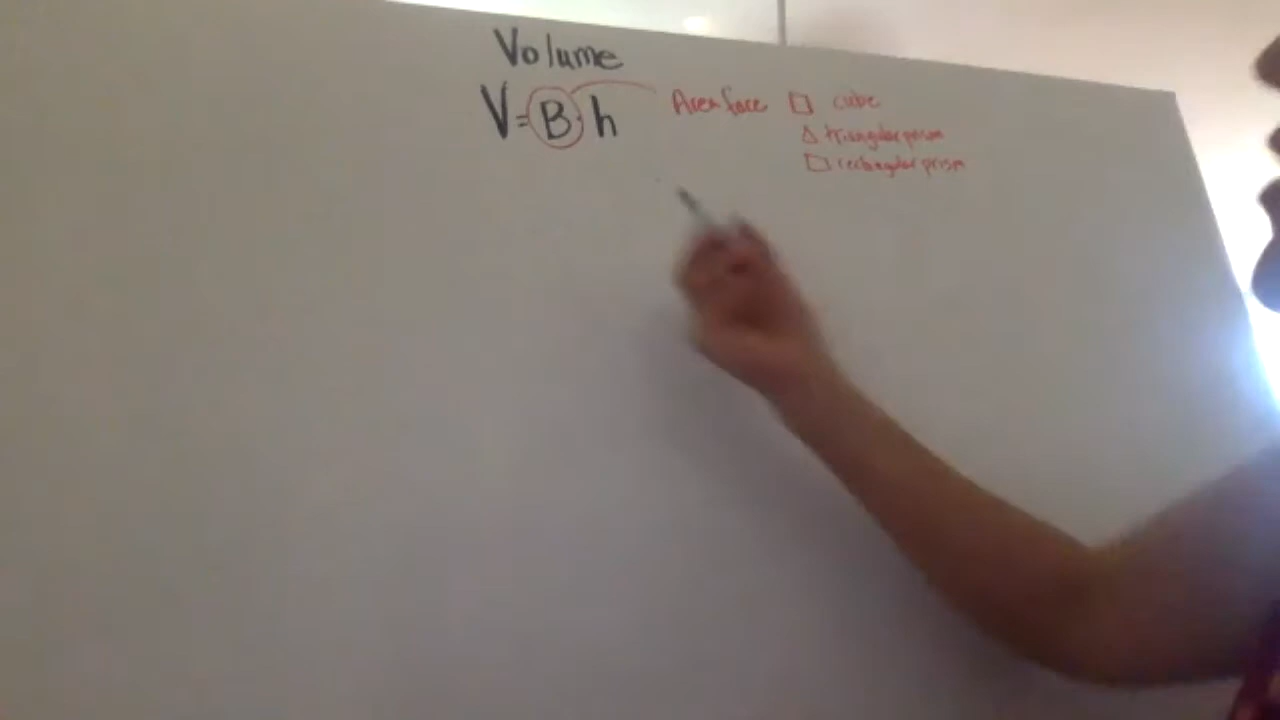 Volume
V = B · h
Area face □ cube
△ triangular prism
▭ rectangular prism